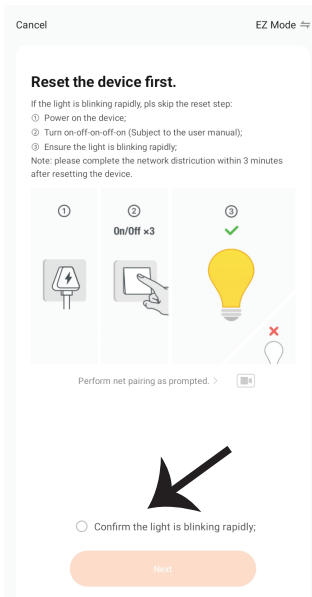 Cancel
EZ Mode
Reset the device first.
If the light is blinking rapidly, pls skip the reset step:
① Power on the device;
② Turn on-off-on-off-on (Subject to the user manual);
③ Ensure the light is blinking rapidly;
Note: please complete the network districution within 3 minutes
after resetting the device.
①
②
③
On/Off ×3
Perform net pairing as prompted. >
Confirm the light is blinking rapidly;
Next